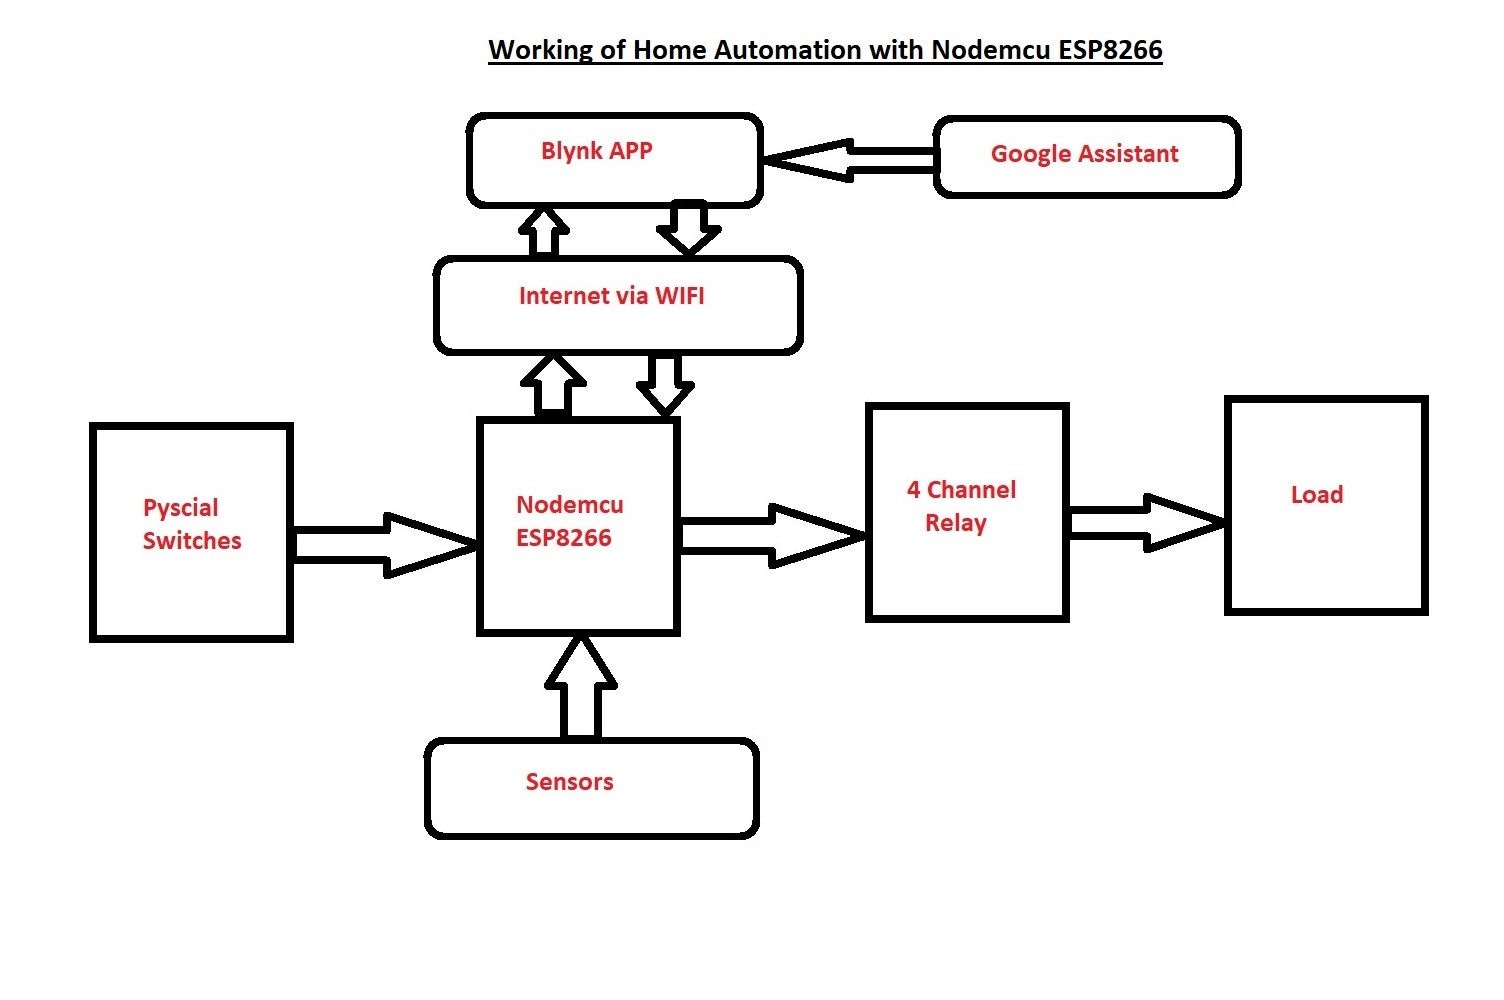 Working of Home Automation with Nodemcu ESP8266
Blynk APP
Google Assistant
Internet via WIFI
Pyscial
Switches
Nodemcu
ESP8266
4 Channel
Relay
Load
Sensors